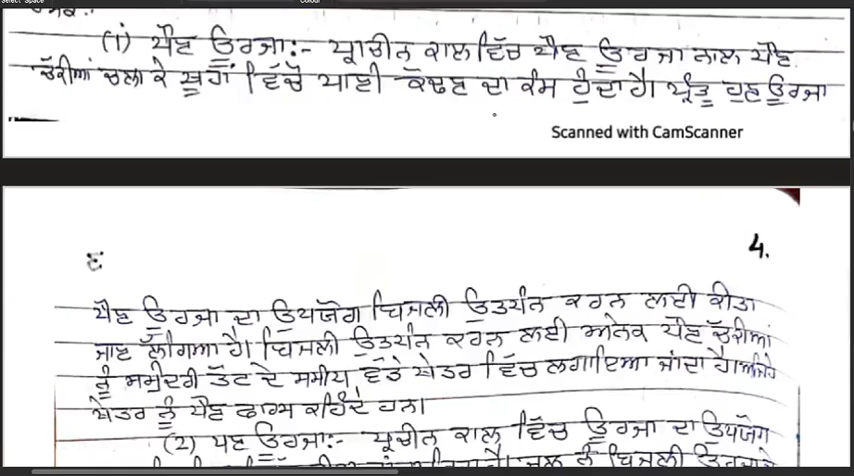 (1) ਪੌਣ ਊਰਜਾ:- ਪ੍ਰਾਚੀਨ ਕਾਲ ਵਿੱਚ ਪੌਣ ਊਰਜਾ ਨਾਲ ਪੌਣ
ਚੱਕੀਆਂ ਚਲਾ ਕੇ ਖੂਹਾਂ ਵਿੱਚੋਂ ਪਾਣੀ ਕੱਢਣ ਦਾ ਕੰਮ ਹੁੰਦਾ ਹੈ। ਪ੍ਰੰਤੂ ਹੁਣ ਊਰਜਾ
Scanned with CamScanner
4.
ਪੌਣ ਊਰਜਾ ਦਾ ਉਪਯੋਗ ਬਿਜਲੀ ਉਤਪੰਨ ਕਰਨ ਲਈ ਕੀਤਾ
ਜਾਣ ਲੱਗਿਆ ਹੈ। ਬਿਜਲੀ ਉਤਪੰਨ ਕਰਨ ਲਈ ਅਨੇਕ ਪੌਣ ਚੱਕੀਆਂ
ਨੂੰ ਸਮੁੰਦਰੀ ਤੱਟ ਦੇ ਸਮੀਪ ਵੱਡੇ ਖੇਤਰ ਵਿੱਚ ਲਗਾਇਆ ਜਾਂਦਾ ਹੈ। ਅਜਿਹੇ
ਖੇਤਰ ਨੂੰ ਪੌਣ ਫਾਰਮ ਕਹਿੰਦੇ ਹਨ।
(2) ਪਣ ਊਰਜਾ:- ਪ੍ਰਾਚੀਨ ਕਾਲ ਵਿੱਚ ਊਰਜਾ ਦਾ ਉਪਯੋਗ